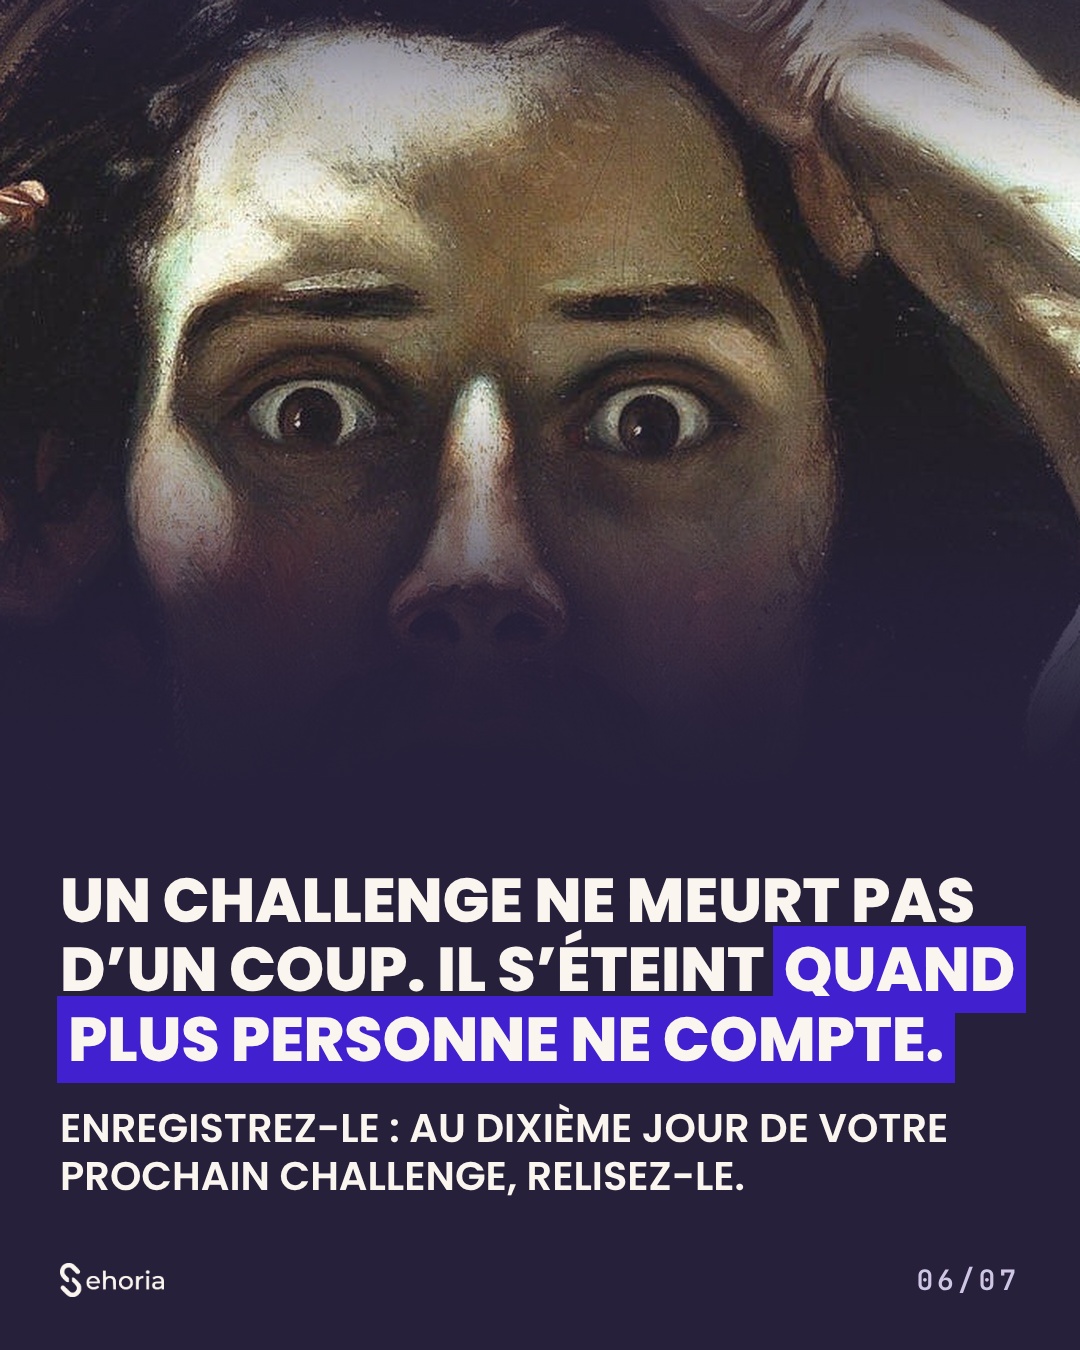 UN CHALLENGE NE MEURT PAS
D’UN COUP. IL S’ÉTEINT QUAND
PLUS PERSONNE NE COMPTE.
ENREGISTREZ-LE : AU DIXIÈME JOUR DE VOTRE
PROCHAIN CHALLENGE, RELISEZ-LE.
Sehoria
06/07